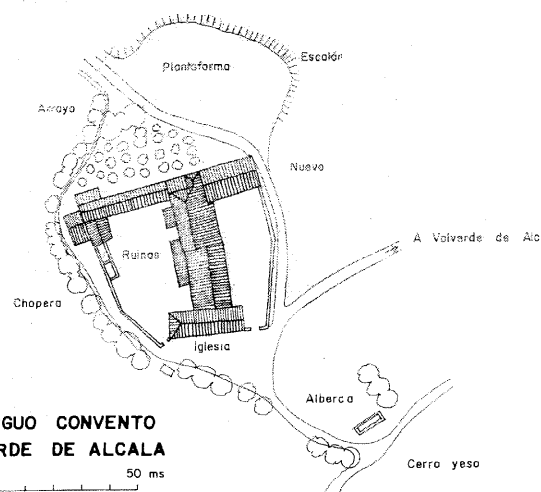 Escalón
Plantaforma
Arroyo
Nuevo
A Valverde de Alc
Ruinas
Chopera
Iglesia
Alberca
GUO CONVENTO
RDE DE ALCALA
Cerro yeso
50 ms